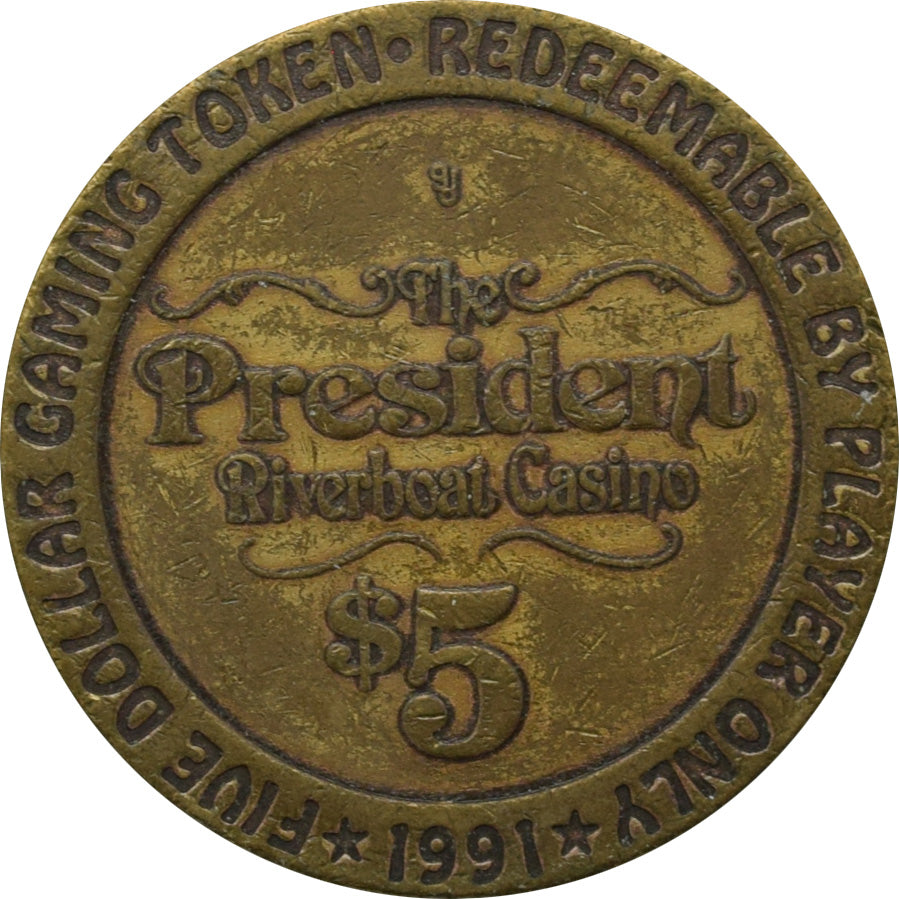 FIVE DOLLAR GAMING TOKEN • REDEEMABLE BY PLAYER ONLY
★ 1991 ★
The
President
Riverboat Casino
$5